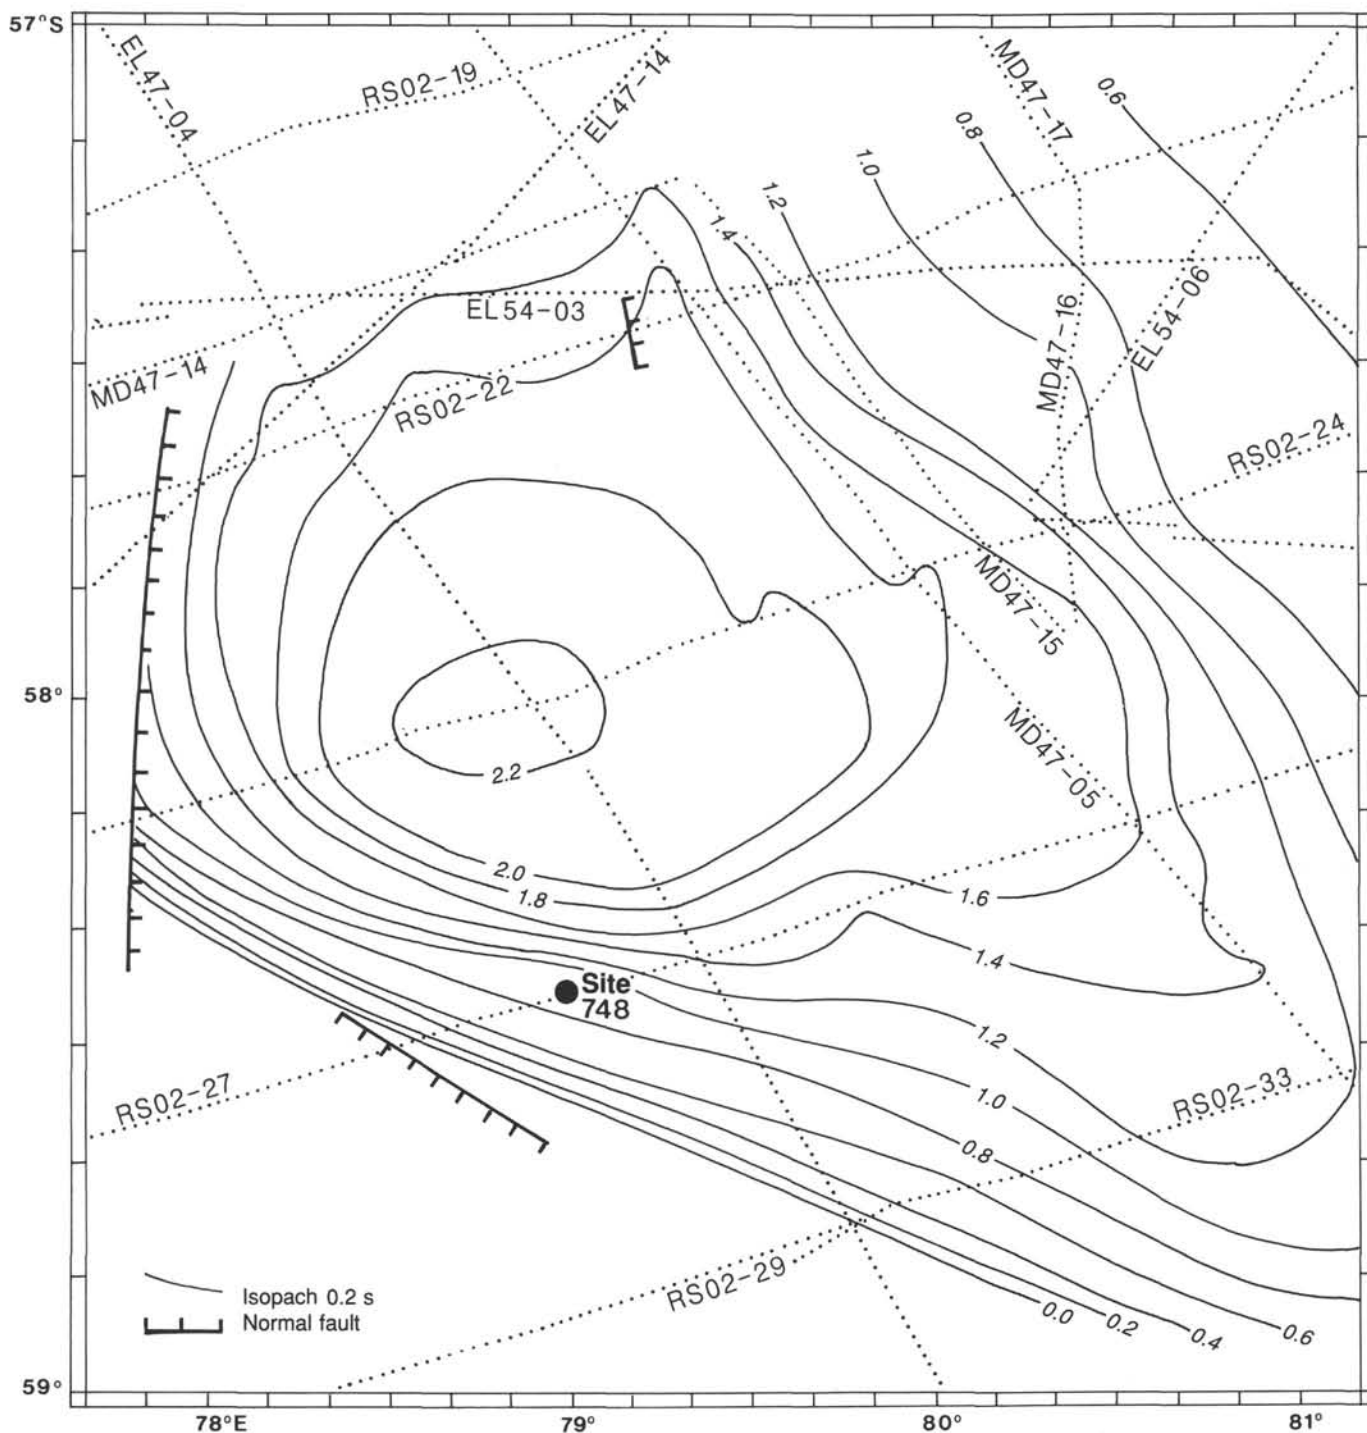 57°S
EL47-04
RS02-19
EL47-14
MD47-17
0.6
0.8
1.0
1.2
1.4
EL54-03
MD47-16
EL54-06
MD47-14
RS02-22
RS02-24
MD47-15
58°
MD47-05
2.2
2.0
1.8
1.6
1.4
Site
748
1.2
RS02-27
1.0
RS02-33
0.8
RS02-29
Isopach 0.2 s
Normal fault
0.0
0.2
0.4
0.6
59°
78°E
79°
80°
81°